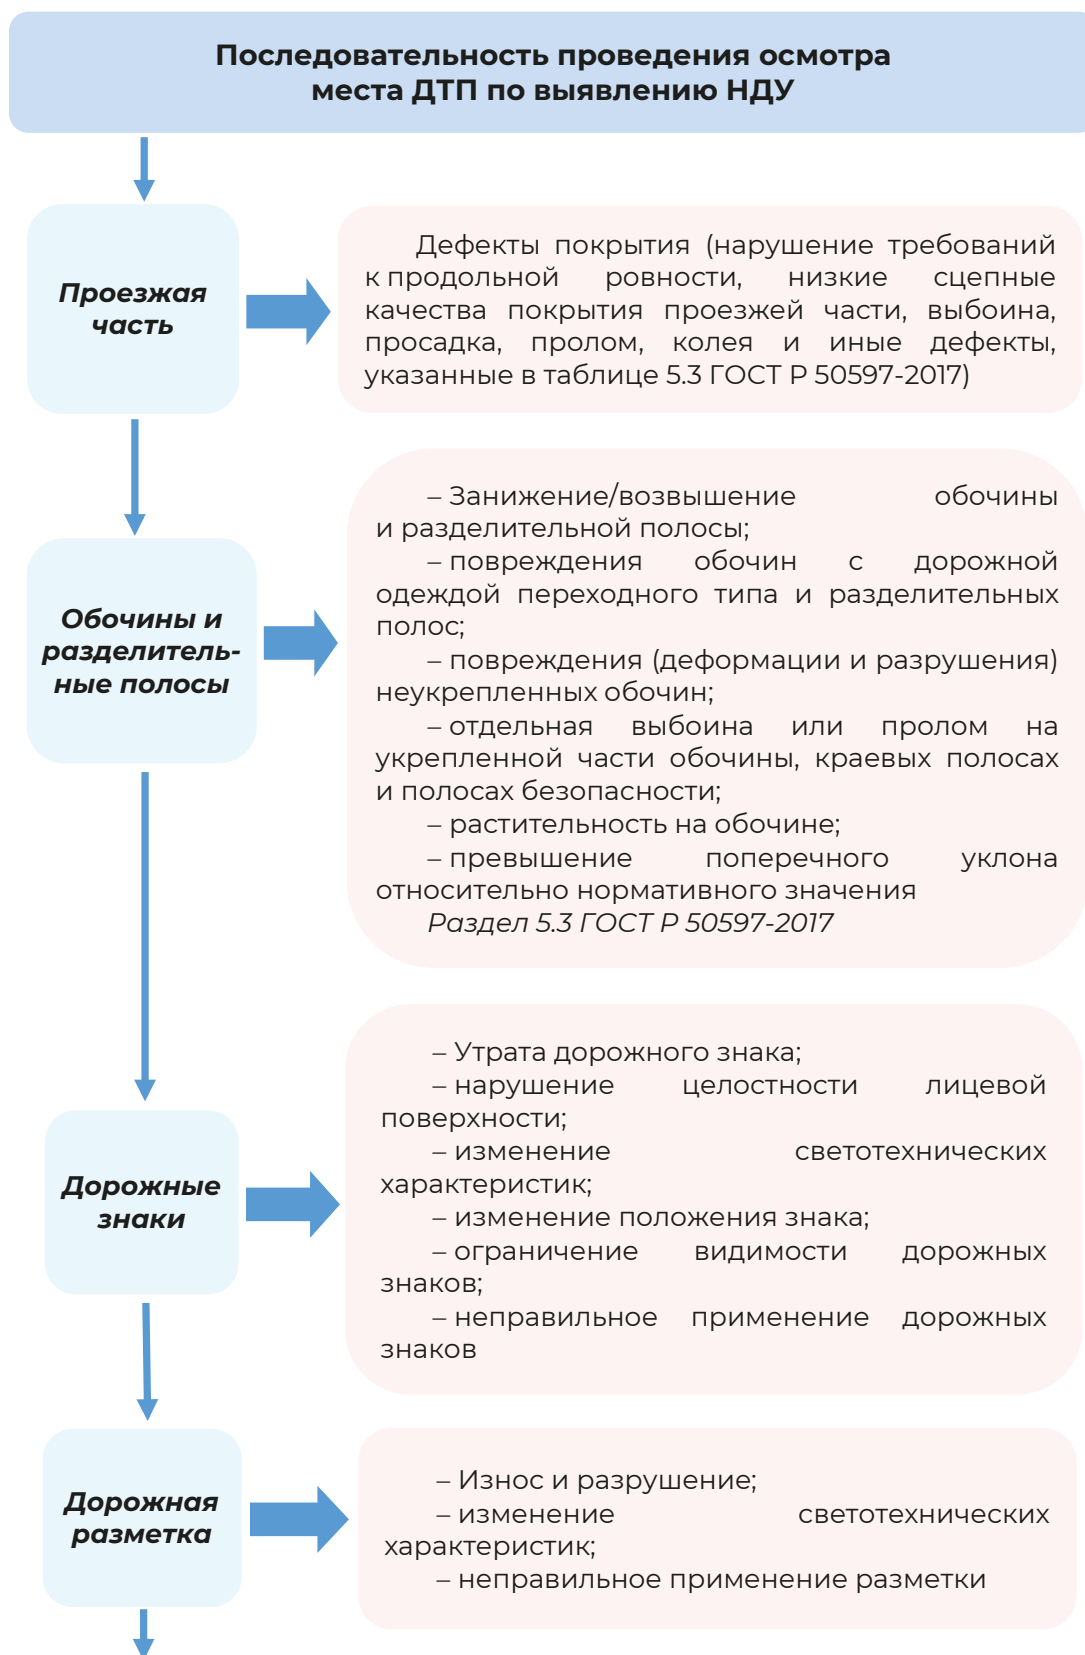 Последовательность проведения осмотра
места ДТП по выявлению НДУ
Проезжая
часть
Дефекты покрытия (нарушение требований
к продольной ровности, низкие сцепные
качества покрытия проезжей части, выбоина,
просадка, пролом, колея и иные дефекты,
указанные в таблице 5.3 ГОСТ Р 50597-2017)
Обочины и
разделитель-
ные полосы
– Занижение/возвышение обочины
и разделительной полосы;
– повреждения обочин с дорожной
одеждой переходного типа и разделительных
полос;
– повреждения (деформации и разрушения)
неукрепленных обочин;
– отдельная выбоина или пролом на
укрепленной части обочины, краевых полосах
и полосах безопасности;
– растительность на обочине;
– превышение поперечного уклона
относительно нормативного значения
Раздел 5.3 ГОСТ Р 50597-2017
Дорожные
знаки
– Утрата дорожного знака;
– нарушение целостности лицевой
поверхности;
– изменение светотехнических
характеристик;
– изменение положения знака;
– ограничение видимости дорожных
знаков;
– неправильное применение дорожных
знаков
Дорожная
разметка
– Износ и разрушение;
– изменение светотехнических
характеристик;
– неправильное применение разметки